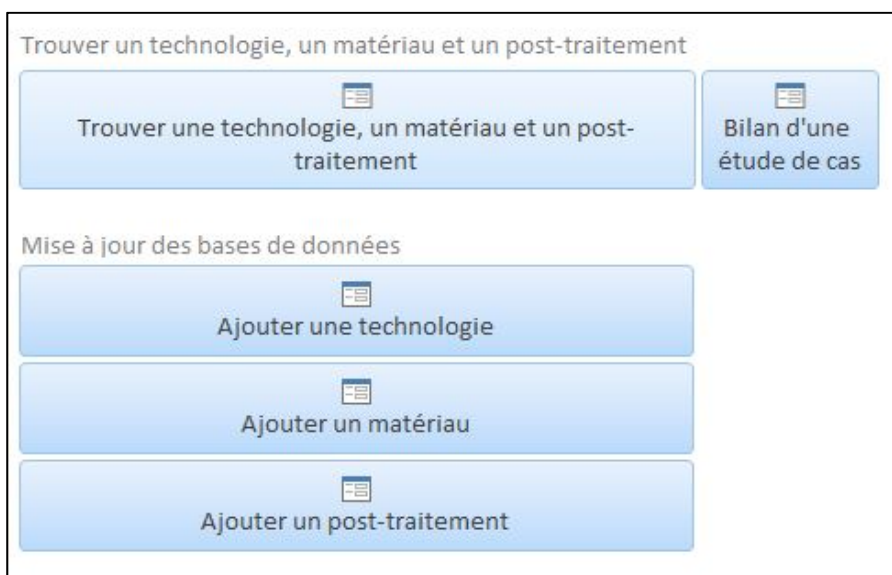 Trouver un technologie, un matériau et un post-traitement
Trouver une technologie, un matériau et un post-
traitement
Bilan d'une
étude de cas
Mise à jour des bases de données
Ajouter une technologie
Ajouter un matériau
Ajouter un post-traitement